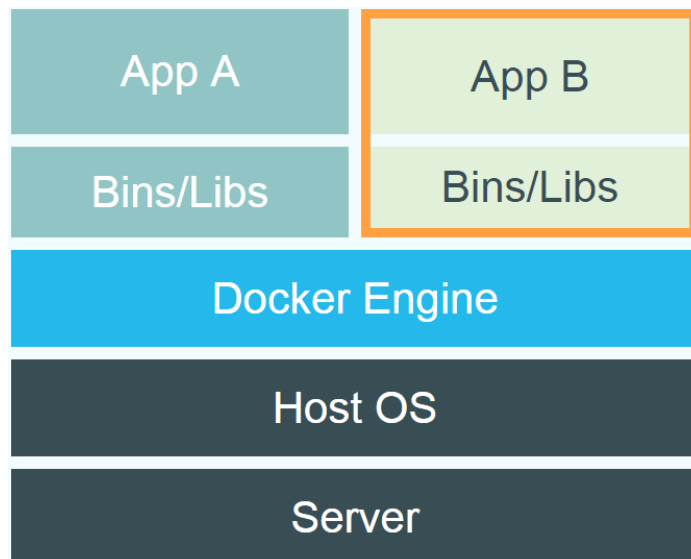 App A
App B
Bins/Libs
Bins/Libs
Docker Engine
Host OS
Server